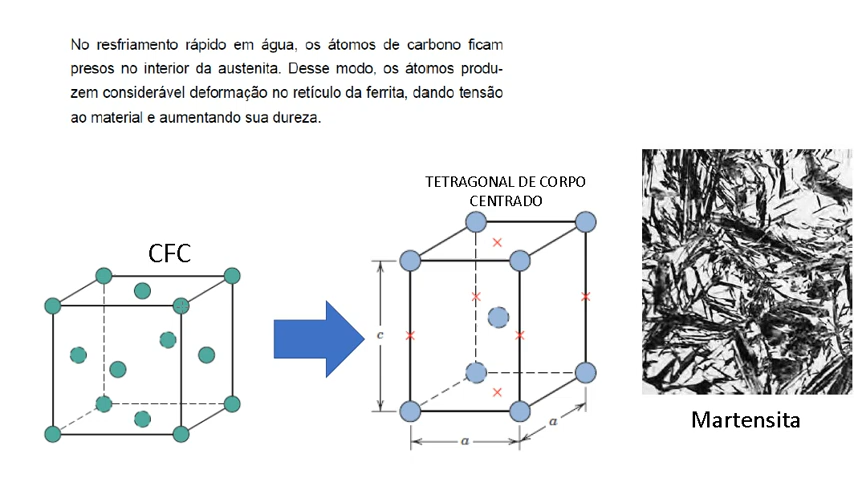 No resfriamento rápido em água, os átomos de carbono ficam
presos no interior da austenita. Desse modo, os átomos produ-
zem considerável deformação no retículo da ferrita, dando tensão
ao material e aumentando sua dureza.
TETRAGONAL DE CORPO
CENTRADO
CFC
c
a
a
Martensita